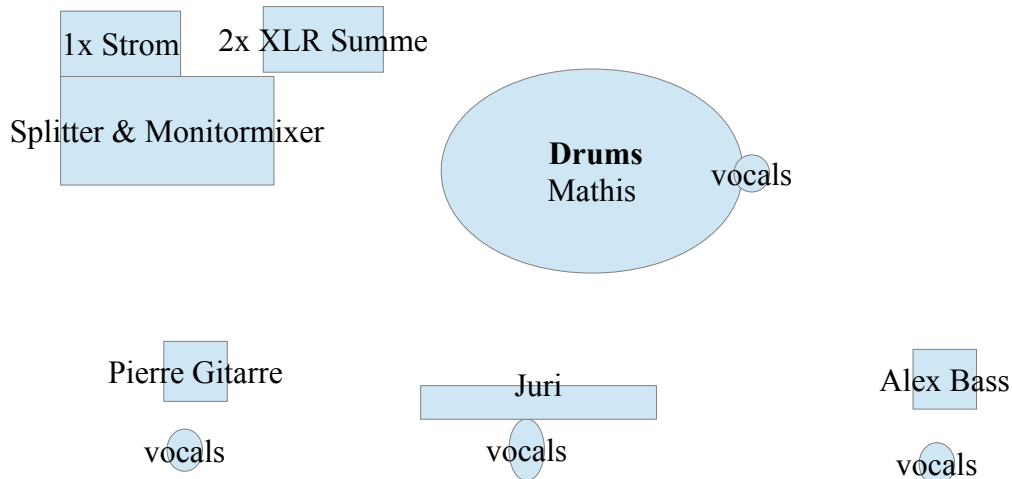 1x Strom
2x XLR Summe
Splitter & Monitormixer
Drums
Mathis
vocals
Pierre Gitarre
Juri
Alex Bass
vocals
vocals
vocals